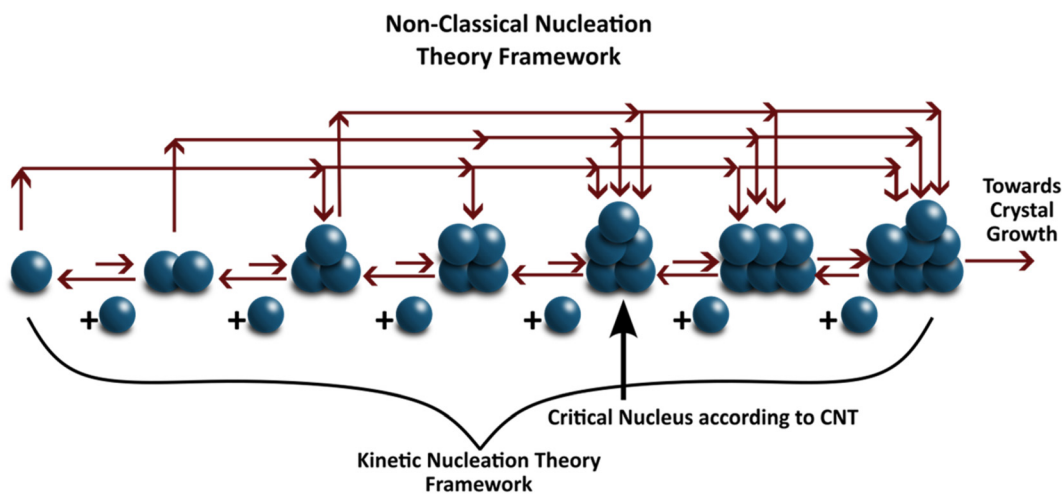 Non-Classical Nucleation
Theory Framework
Towards
Crystal
Growth
+
+
+
+
+
+
Critical Nucleus according to CNT
Kinetic Nucleation Theory
Framework